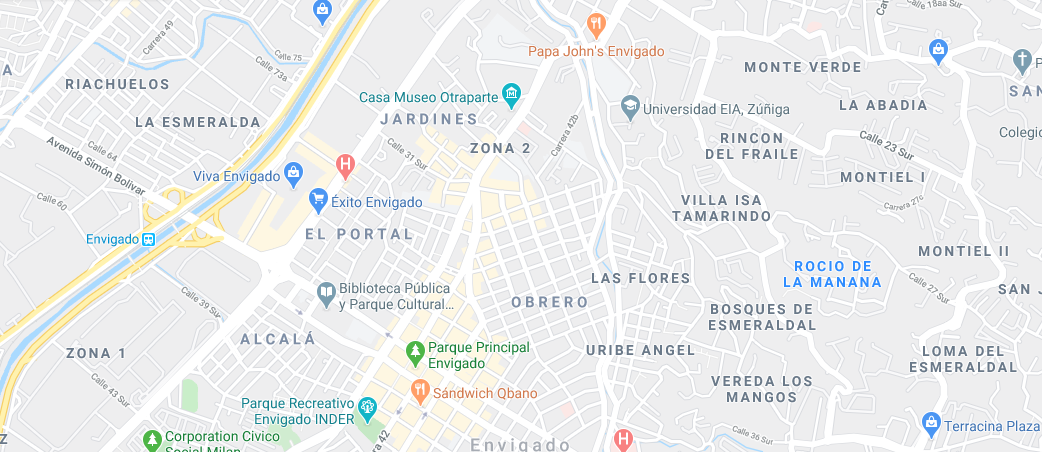 Calle 18aa Sur
Carrera 49
Papa John's Envigado
Calle 75
Calle 73a
MONTE VERDE
RIACHUELOS
Casa Museo Otraparte
JARDINES
Universidad EIA, Zúñiga
LA ABADIA
SAN
LA ESMERALDA
Carrera 42b
RINCON
DEL FRAILE
Colegio
Calle 64
Avenida Simón Bolívar
Calle 31 Sur
ZONA 2
Calle 23 Sur
Viva Envigado
MONTIEL I
Calle 60
Éxito Envigado
VILLA ISA
TAMARINDO
Carrera 27c
Envigado
EL PORTAL
MONTIEL II
ROCIO DE
LA MANANA
LAS FLORES
Calle 27 Sur
SAN J
Calle 39 Sur
Biblioteca Pública
y Parque Cultural...
OBRERO
BOSQUES DE
ESMERALDAL
ALCALÁ
ZONA 1
Parque Principal
Envigado
URIBE ANGEL
LOMA DEL
ESMERALDAL
Calle 43 Sur
Sándwich Qbano
VEREDA LOS
MANGOS
Parque Recreativo
Envigado INDER
Terracina Plaza
Calle 36 Sur
Corporation Civico
Social Milan
42
Envigado